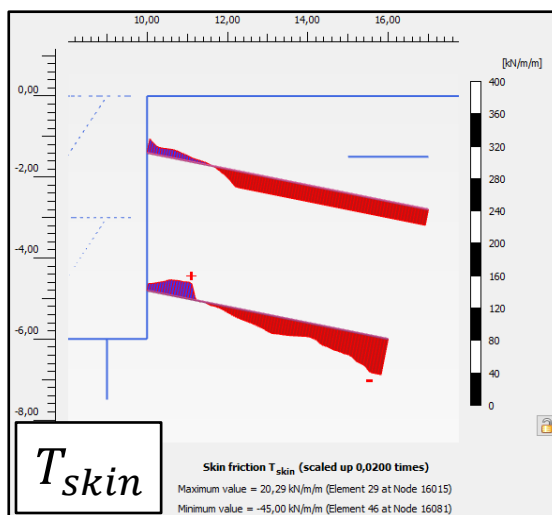 10,00 12,00 14,00 16,00
[kN/m/m]
400
0,00
360
320
-2,00
280
240
-4,00
200
160
120
-6,00
80
40
-8,00
0
T_skin
Skin friction T_skin (scaled up 0,0200 times)
Maximum value = 20,29 kN/m/m (Element 29 at Node 16015)
Minimum value = -45,00 kN/m/m (Element 46 at Node 16081)